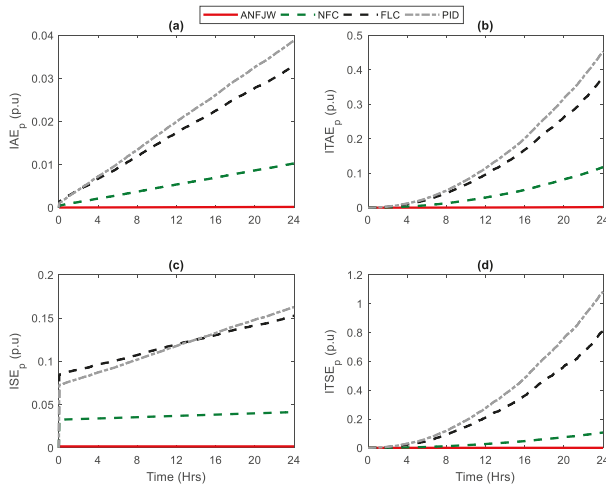 ANFJW NFC FLC PID
(a) (b)
0.04
0.03
0.02
0.01
0
IAEp (p.u)
0 4 8 12 16 20 24
0.5
0.4
0.3
0.2
0.1
0
ITAEp (p.u)
0 4 8 12 16 20 24
(c) (d)
0.2
0.15
0.1
0.05
0
ISEp (p.u)
0 4 8 12 16 20 24
Time (Hrs)
1.2
1
0.8
0.6
0.4
0.2
0
ITSEp (p.u)
0 4 8 12 16 20 24
Time (Hrs)